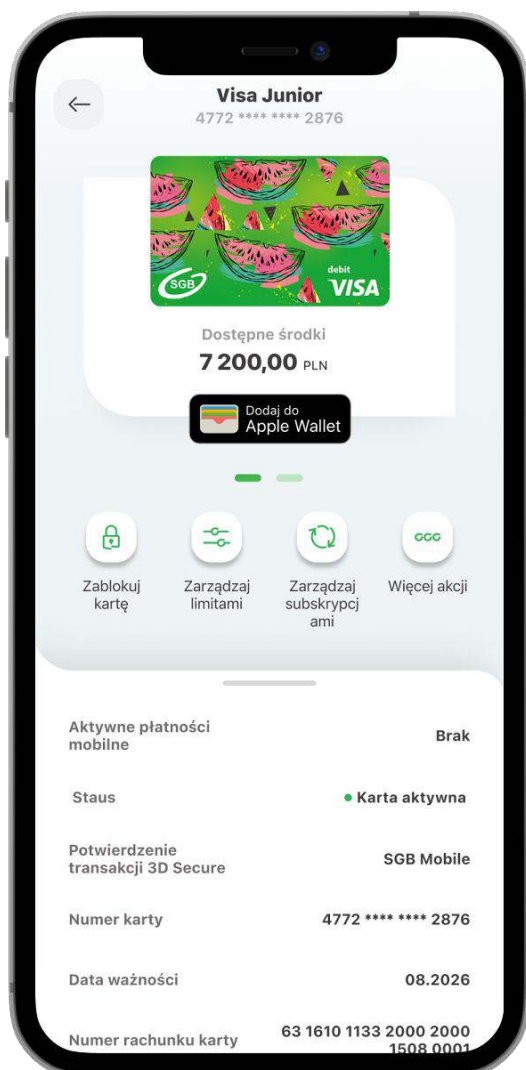 Visa Junior
4772 **** **** 2876
SGB
debit
VISA
Dostępne środki
7 200,00 PLN
Dodaj do
Apple Wallet
Zablokuj
kartę
Zarządzaj
limitami
Zarządzaj
subskrypcj
ami
Więcej akcji
Aktywne płatności
mobilne
Brak
Staus
Karta aktywna
Potwierdzenie
transakcji 3D Secure
SGB Mobile
Numer karty
4772 **** **** 2876
Data ważności
08.2026
Numer rachunku karty
63 1610 1133 2000 2000
1508 0001